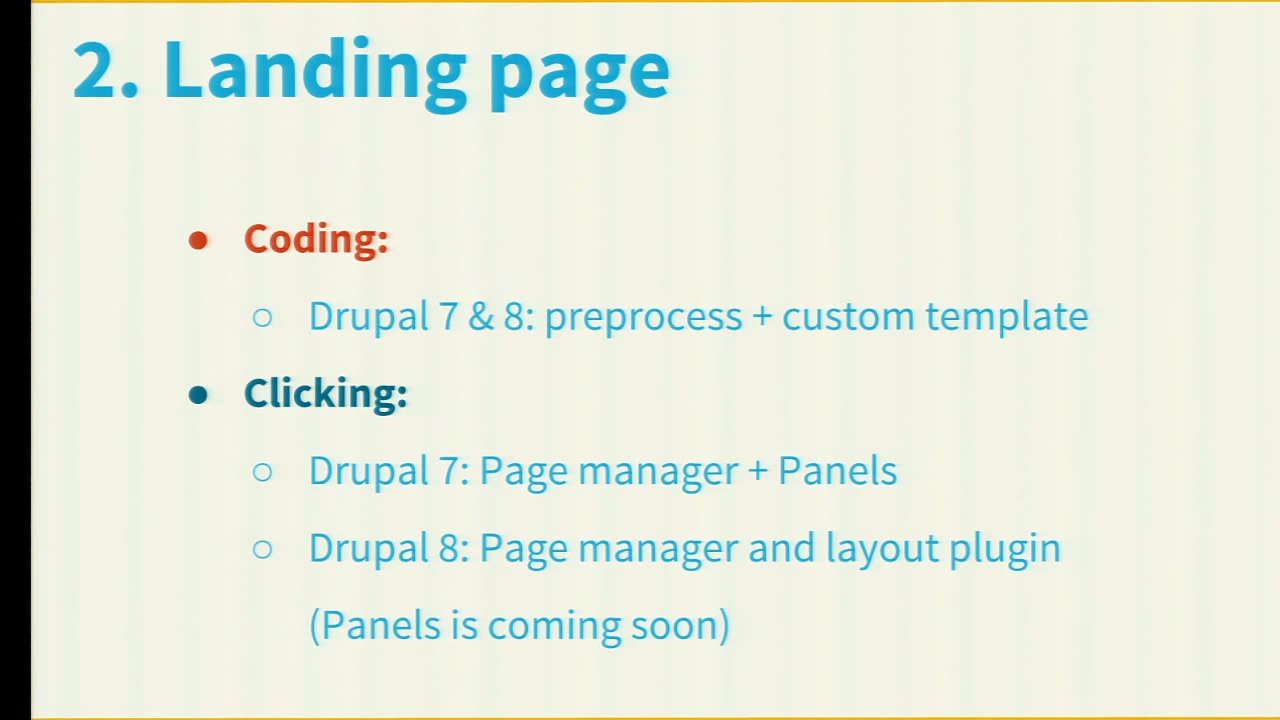 2. Landing page
● Coding:
○ Drupal 7 & 8: preprocess + custom template
● Clicking:
○ Drupal 7: Page manager + Panels
○ Drupal 8: Page manager and layout plugin
(Panels is coming soon)